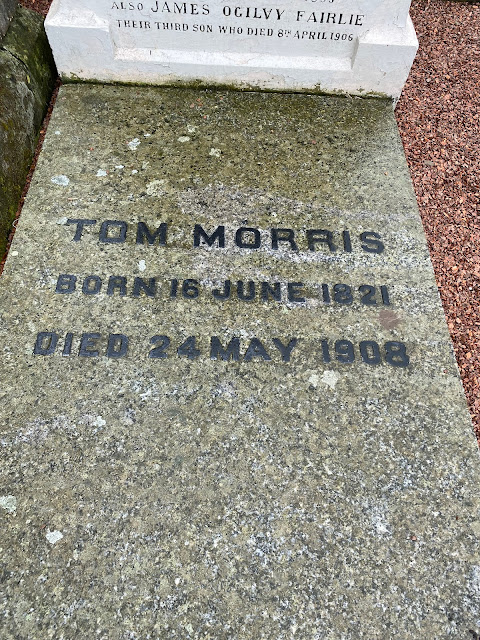 ALSO JAMES OGILVY FAIRLIE
THEIR THIRD SON WHO DIED 8TH APRIL 1906
TOM MORRIS
BORN 16 JUNE 1821
DIED 24 MAY 1908